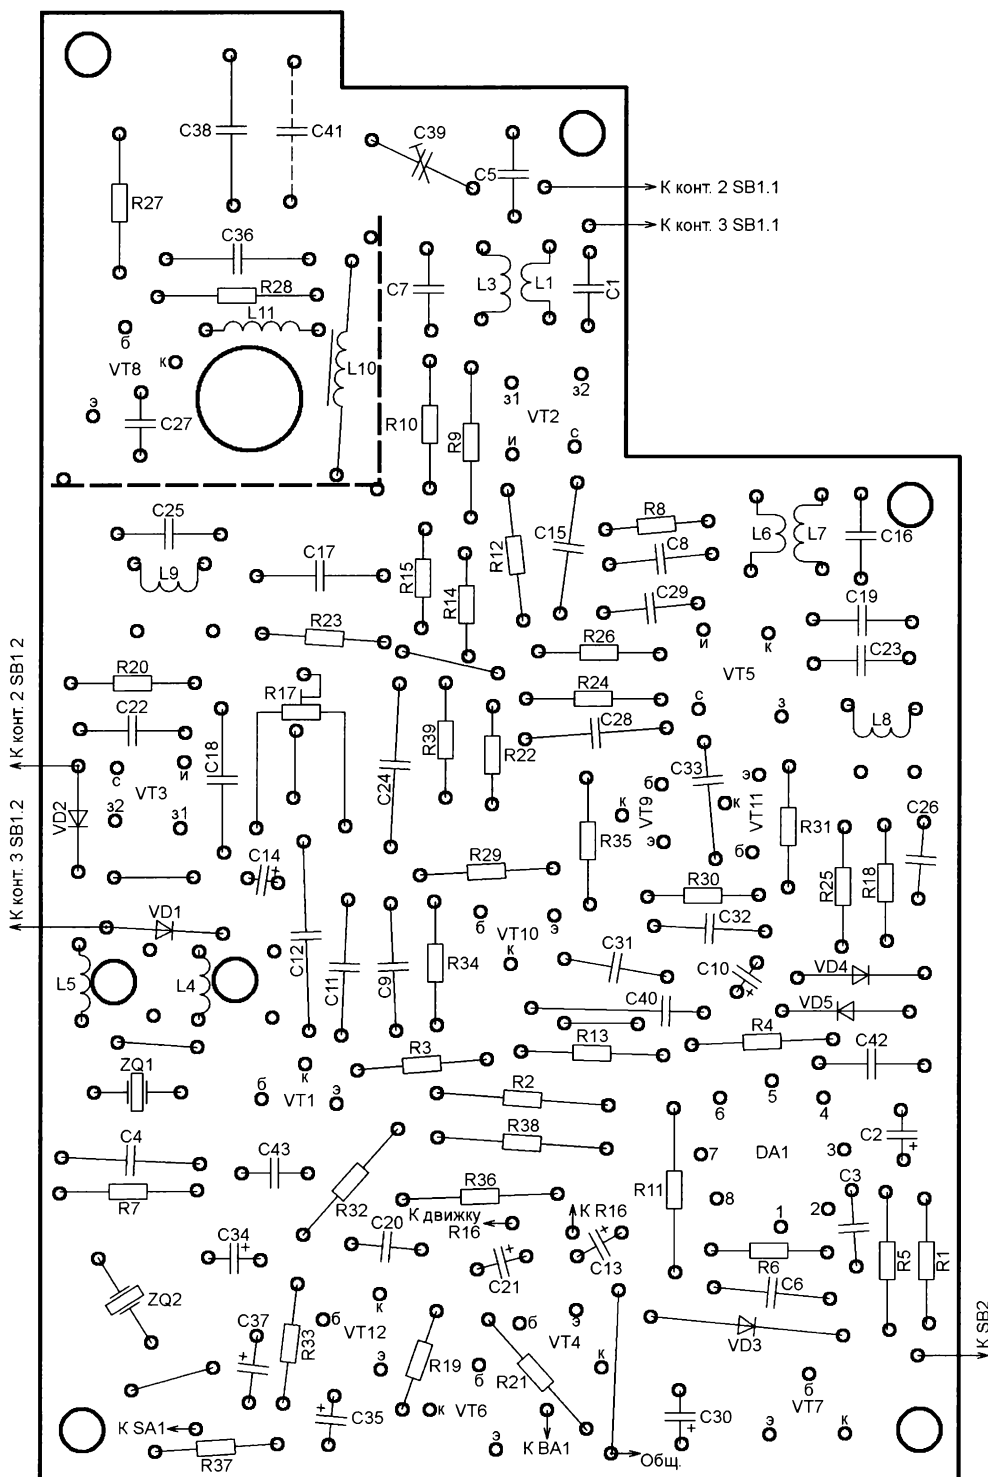 C38
C41
C39
C5
К конт. 2 SB1.1
R27
К конт. 3 SB1.1
C36
C7
L3
L1
C1
R28
L11
б
VT8
к
L10
з1
з2
э
C27
R10
R9
VT2
и
с
C25
R12
C15
R8
L6
L7
C16
C8
L9
C17
R15
R14
C29
C19
R23
R26
и
к
C23
VT5
R20
R17
R24
с
з
C22
C18
R39
R22
C28
L8
К конт. 2 SB1 2
с
и
C24
б
C33
э
VT3
VD2
з2
з1
к
VT9
к
VT11
R31
C26
К конт. 3 SB1.2
C14
R35
э
б
R29
R30
R25
R18
VD1
C12
б
VT10
э
C32
к
C11
C9
R34
C31
C10
VD4
L5
L4
C40
VD5
R13
R4
C42
ZQ1
к
R3
б
VT1
э
R2
6
5
4
C4
C43
R38
7
DA1
3
C2
R7
R32
R36
R11
8
C3
К движку
R16
К R16
1
2
C34
C20
C21
C13
R6
R5
R1
ZQ2
C6
к
C37
R33
б
VT12
э
R19
б
VT4
э
VD3
К SB2
б
R21
к
б
VT7
К SA1
C35
к
VT6
э
C30
э
к
R37
К BA1
Общ.